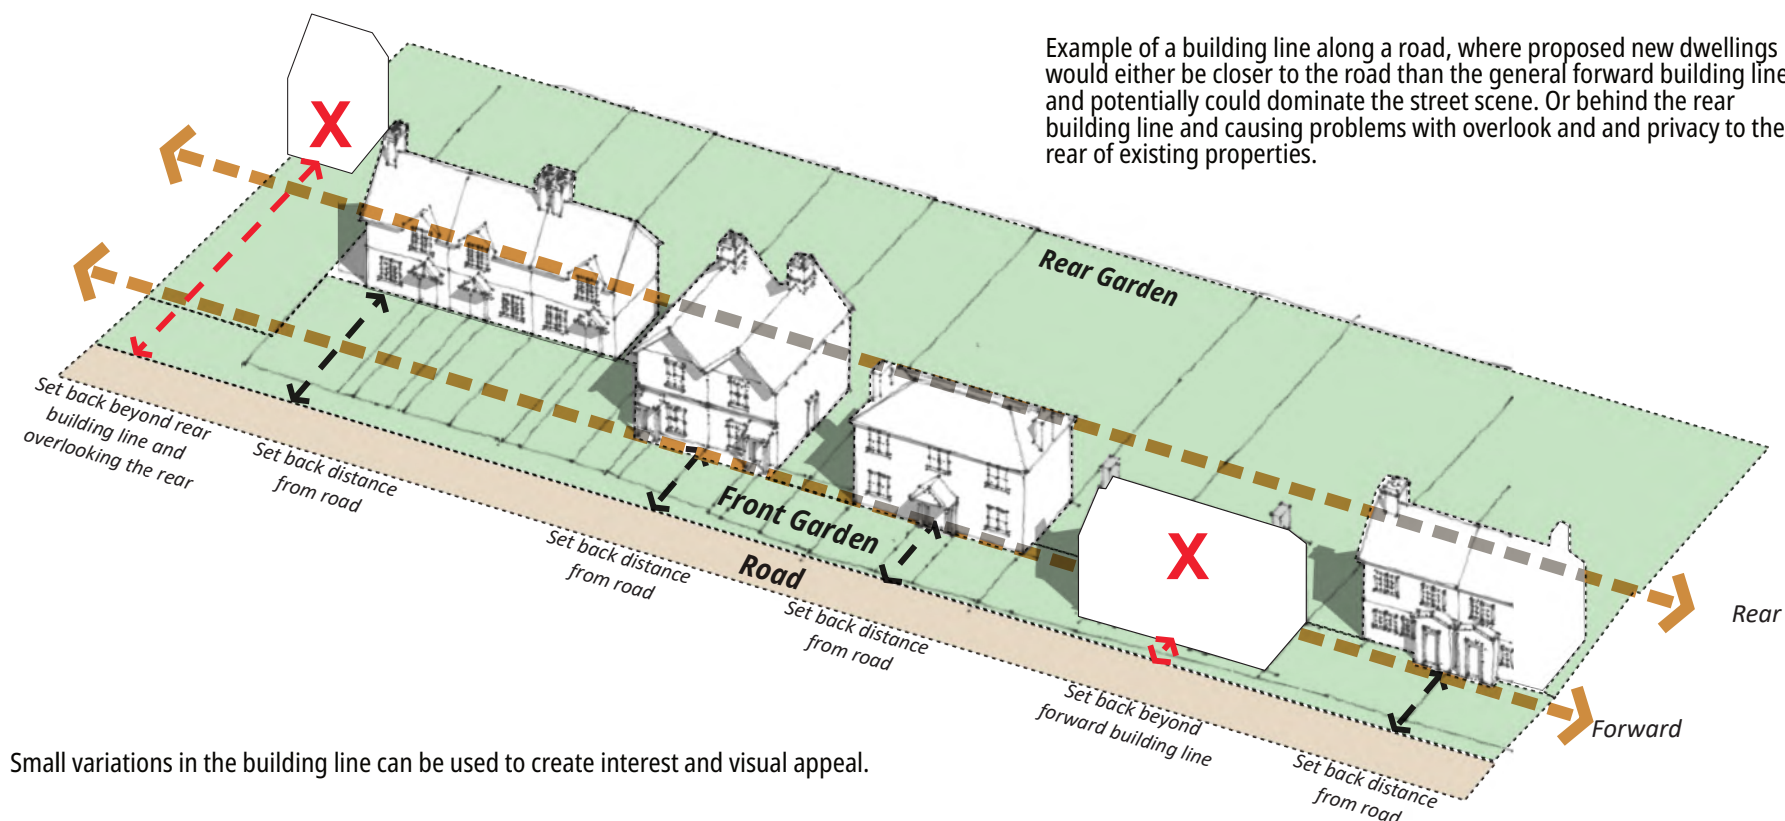 Example of a building line along a road, where proposed new dwellings
would either be closer to the road than the general forward building line
and potentially could dominate the street scene. Or behind the rear
building line and causing problems with overlook and and privacy to the
rear of existing properties.
X
Rear Garden
Set back beyond rear
building line and
overlooking the rear
Set back distance
from road
Front Garden
Road
Set back distance
from road
X
Set back distance
from road
Rear
Set back beyond
forward building line
Forward
Set back distance
from road
Small variations in the building line can be used to create interest and visual appeal.